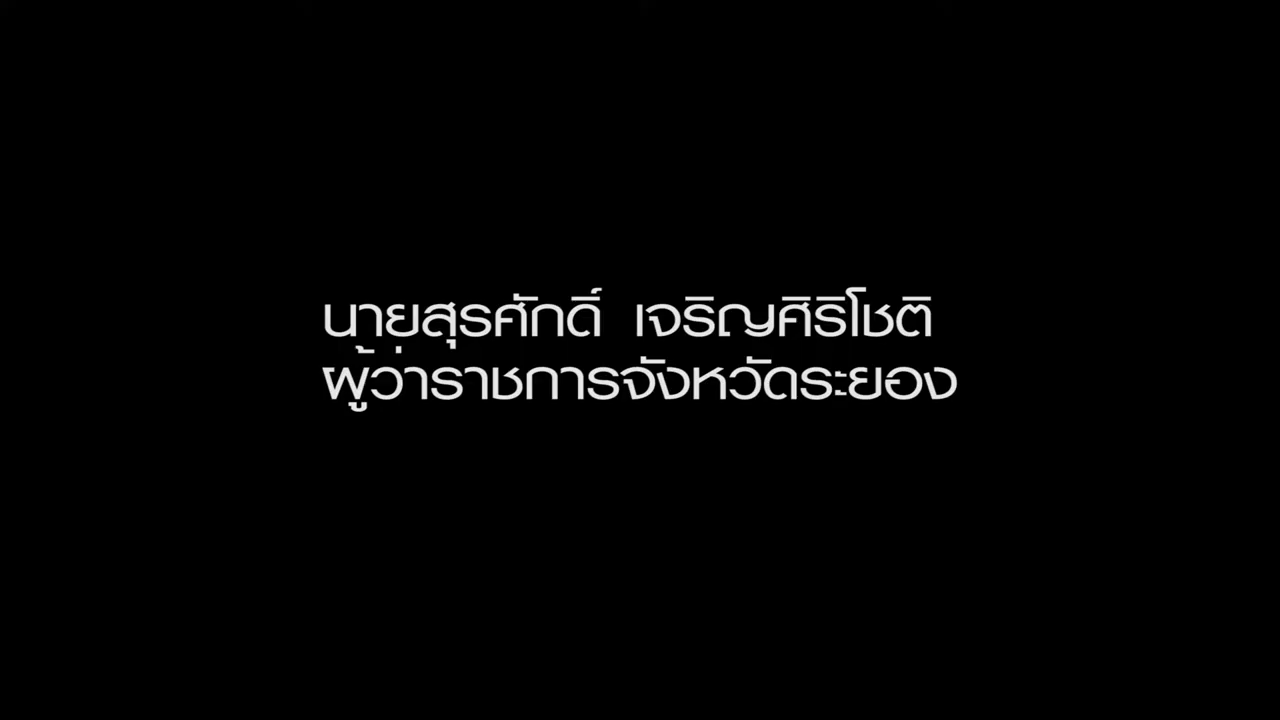 นายสุรศักดิ์ เจริญศิริโชติ
ผู้ว่าราชการจังหวัดระยอง